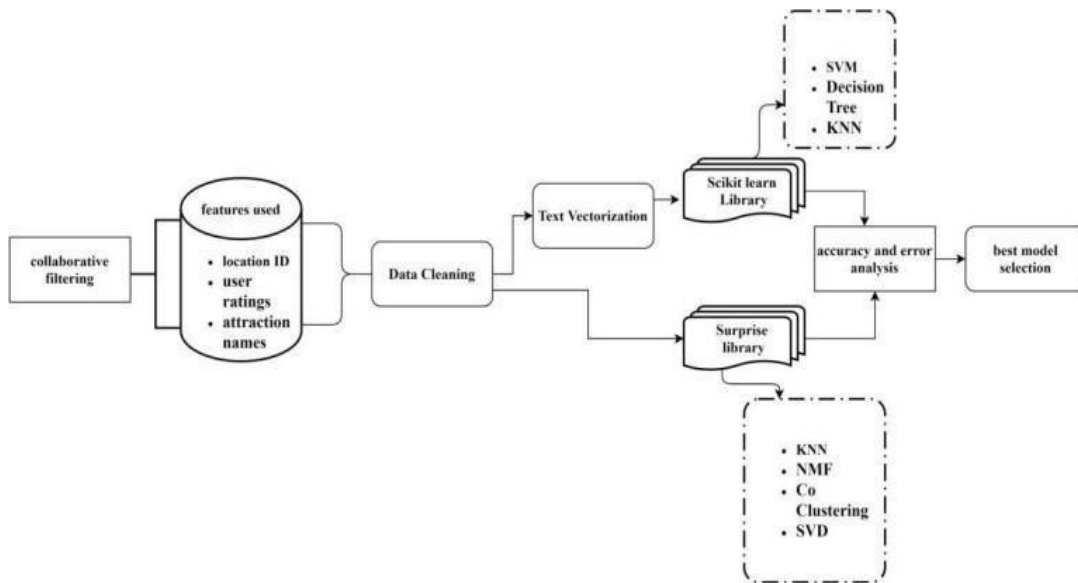 collaborative
filtering
features used
• location ID
• user
ratings
• attraction
names
Data Cleaning
Text Vectorization
Scikit learn
Library
• SVM
• Decision
Tree
• KNN
Surprise
library
• KNN
• NMF
• Co
Clustering
• SVD
accuracy and error
analysis
best model
selection